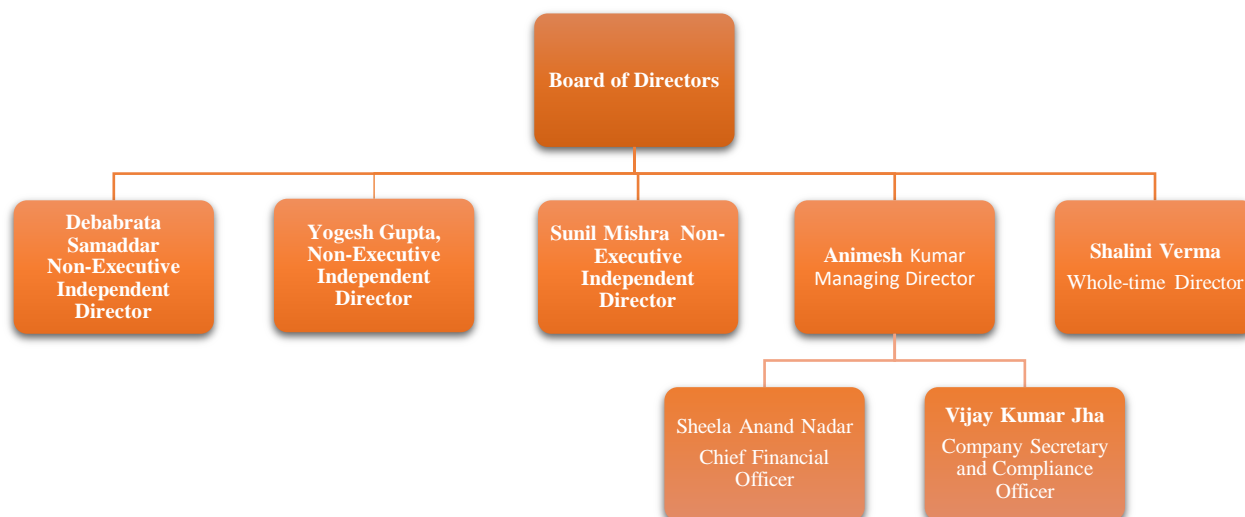 Board of Directors
Debabrata
Samaddar
Non-Executive
Independent
Director
Yogesh Gupta,
Non-Executive
Independent
Director
Sunil Mishra Non-
Executive
Independent
Director
Animesh Kumar
Managing Director
Shalini Verma
Whole-time Director
Sheela Anand Nadar
Chief Financial
Officer
Vijay Kumar Jha
Company Secretary
and Compliance
Officer